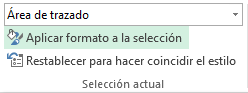 Área de trazado
Aplicar formato a la selección
Restablecer para hacer coincidir el estilo
Selección actual